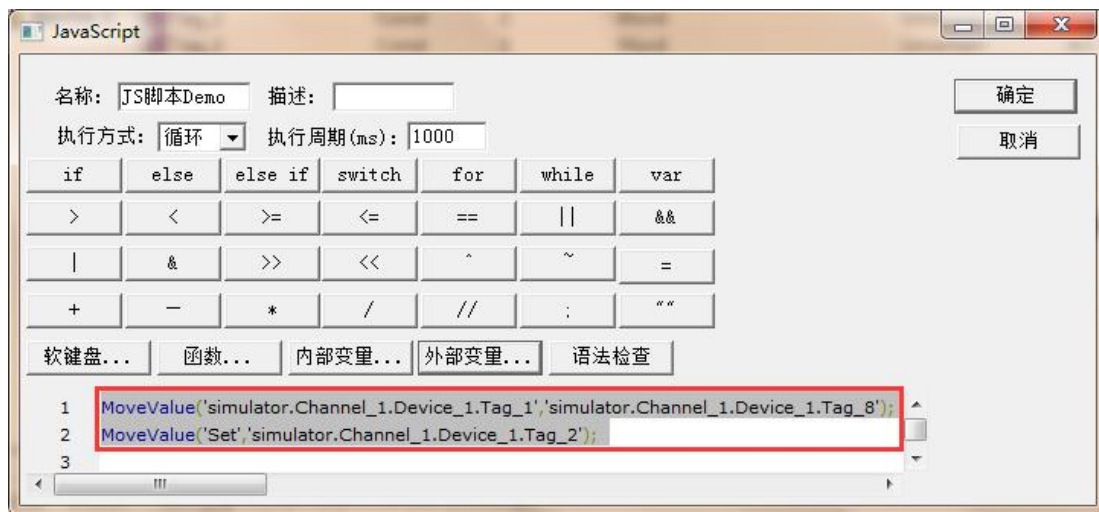 JavaScript
名称: JS脚本Demo 描述:
确定
执行方式: 循环 执行周期(ms): 1000
取消
if else else if switch for while var
> < >= <= == || &&
| & >> << ^ ~ =
+ — * / // ; ""
软键盘... 函数... 内部变量... 外部变量... 语法检查
1 MoveValue('simulator.Channel_1.Device_1.Tag_1','simulator.Channel_1.Device_1.Tag_8');
2 MoveValue('Set','simulator.Channel_1.Device_1.Tag_2');
3